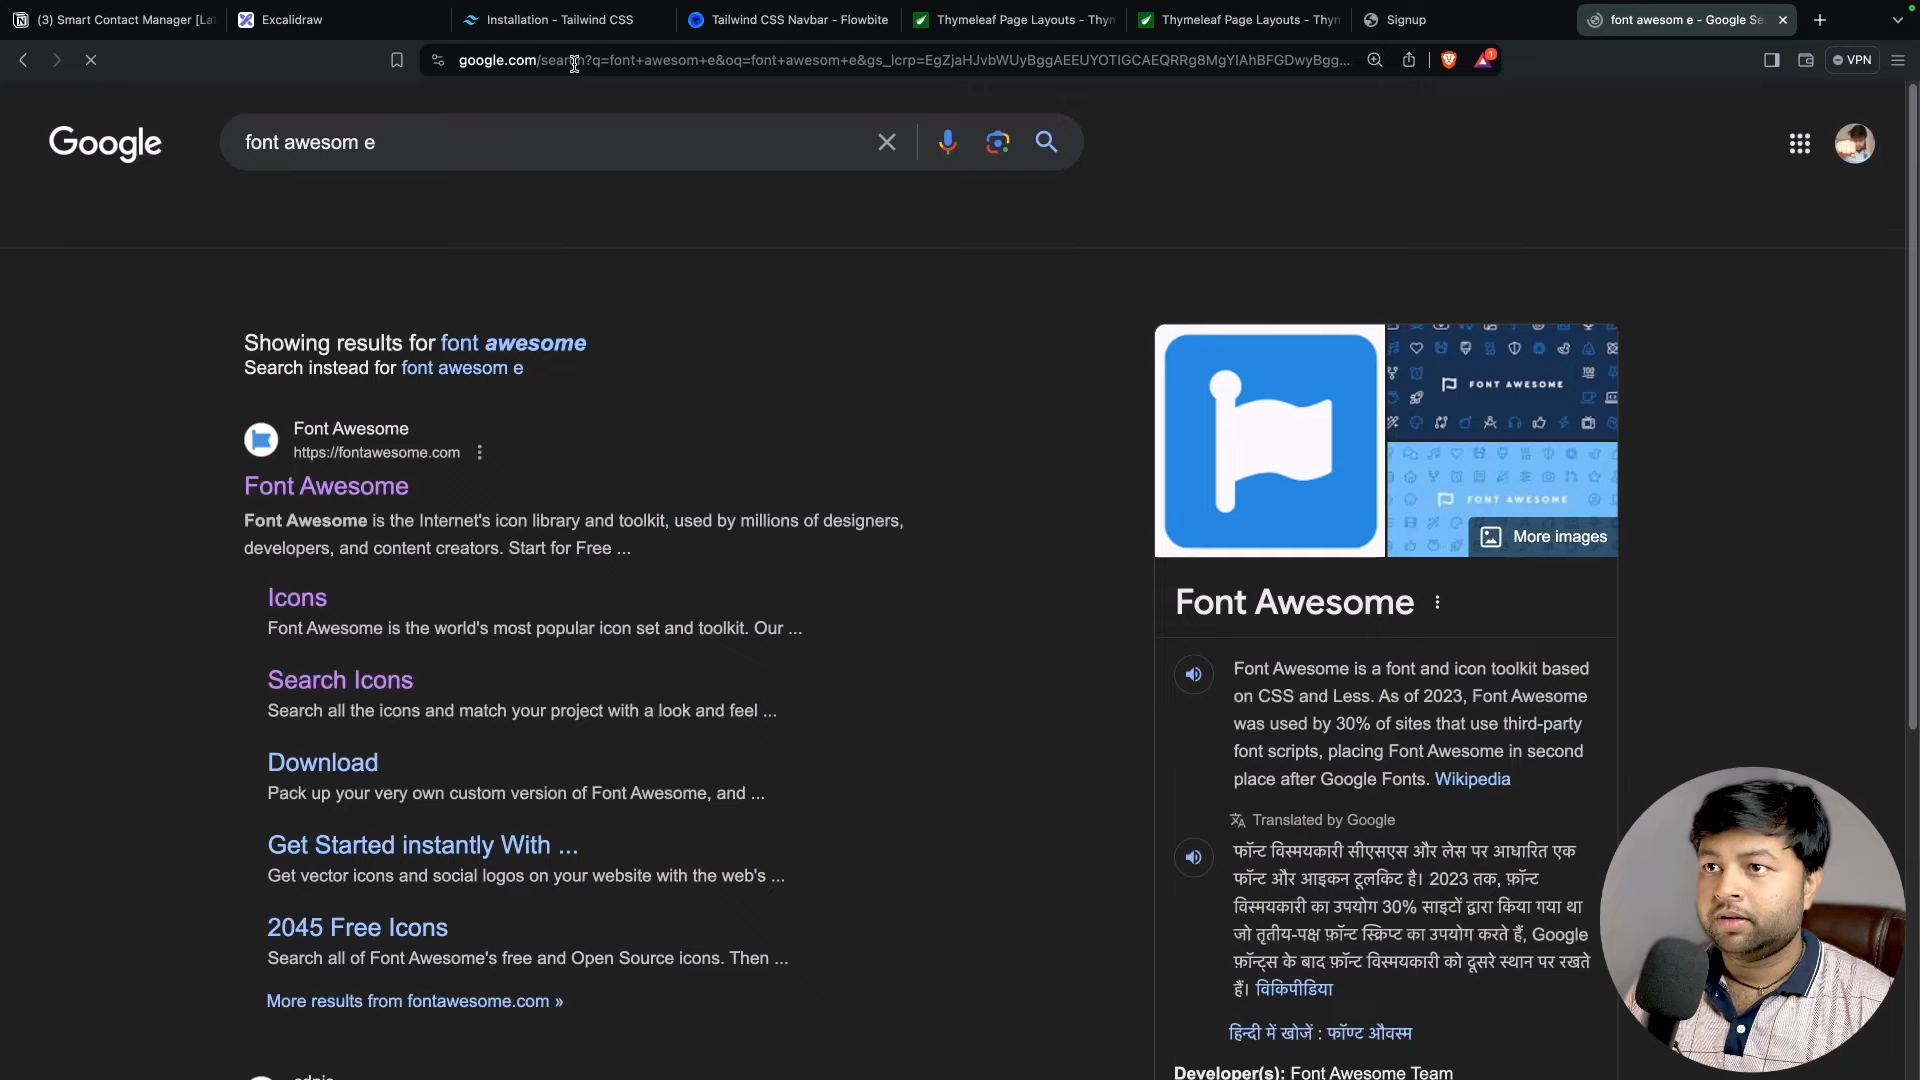 (3) Smart Contact Manager [La
Excalidraw
Installation - Tailwind CSS
Tailwind CSS Navbar - Flowbite
Thymeleaf Page Layouts - Thym
Thymeleaf Page Layouts - Thym
Signup
font awesom e - Google Se
google.com/search?q=font+awesom+e&oq=font+awesom+e&gs_lcrp=EgZjaHJvbWUyBggAEEUYOTIGCAEQRRg8MgYIAhBFGDwyBgg...
1
VPN
Google
font awesom e
Showing results for font awesome
Search instead for font awesom e
Font Awesome
https://fontawesome.com
Font Awesome
Font Awesome is the Internet's icon library and toolkit, used by millions of designers,
developers, and content creators. Start for Free ...
Icons
Font Awesome is the world's most popular icon set and toolkit. Our ...
Search Icons
Search all the icons and match your project with a look and feel ...
Download
Pack up your very own custom version of Font Awesome, and ...
Get Started instantly With ...
Get vector icons and social logos on your website with the web's ...
2045 Free Icons
Search all of Font Awesome's free and Open Source icons. Then ...
More results from fontawesome.com »
FONT AWESOME
FONT AWESOME
More images
Font Awesome
Font Awesome is a font and icon toolkit based
on CSS and Less. As of 2023, Font Awesome
was used by 30% of sites that use third-party
font scripts, placing Font Awesome in second
place after Google Fonts. Wikipedia
Translated by Google
फॉन्ट विस्मयकारी सीएसएस और लेस पर आधारित एक
फॉन्ट और आइकन टूलकिट है। 2023 तक, फ़ॉन्ट
विस्मयकारी का उपयोग 30% साइटों द्वारा किया गया था
जो तृतीय-पक्ष फ़ॉन्ट स्क्रिप्ट का उपयोग करते हैं, Google
फ़ॉन्ट्स के बाद फ़ॉन्ट विस्मयकारी को दूसरे स्थान पर रखते
हैं। विकिपीडिया
हिन्दी में खोजें : फॉण्ट औवस्म
Developer(s): Font Awesome Team